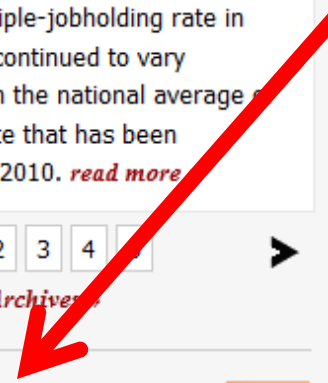 iple-jobholding rate in
continued to vary
the national average
te that has been
2010. read more
2 3 4
Archives »